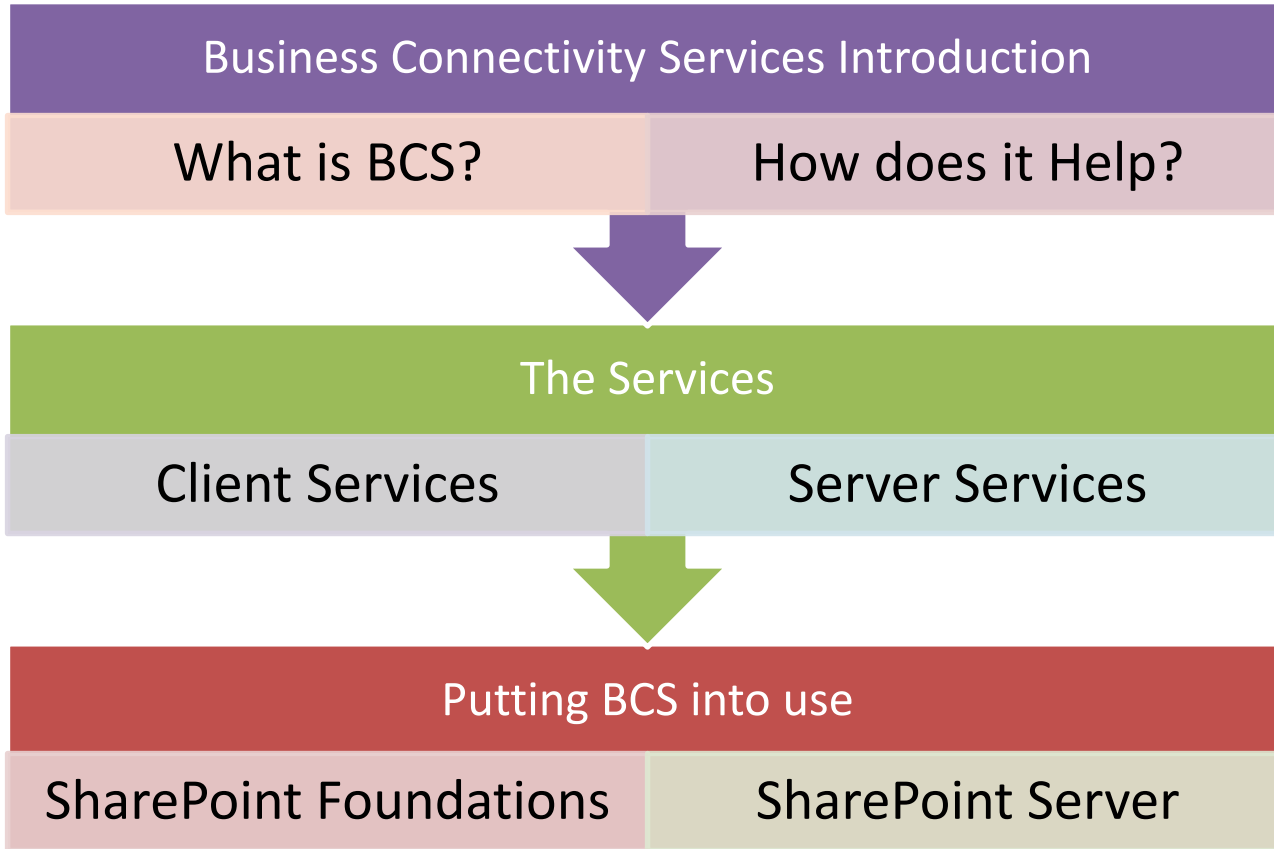 Business Connectivity Services Introduction
What is BCS?
How does it Help?
The Services
Client Services
Server Services
Putting BCS into use
SharePoint Foundations
SharePoint Server